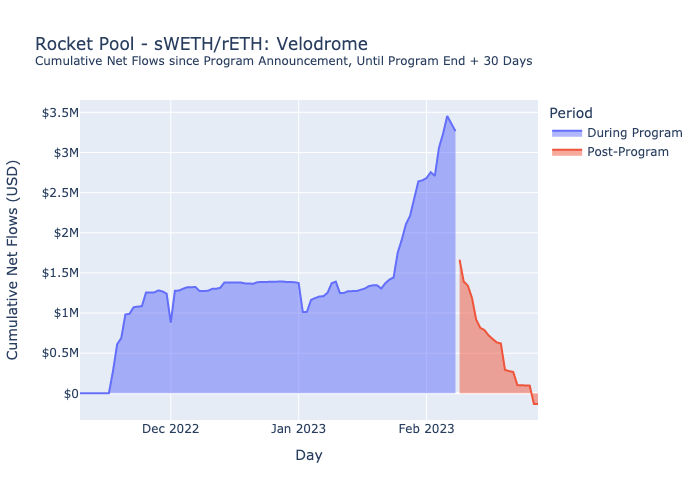 Rocket Pool - sWETH/rETH: Velodrome
Cumulative Net Flows since Program Announcement, Until Program End + 30 Days
Period
During Program
Post-Program
Cumulative Net Flows (USD)
$3.5M
$3M
$2.5M
$2M
$1.5M
$1M
$0.5M
$0
Dec 2022
Jan 2023
Feb 2023
Day